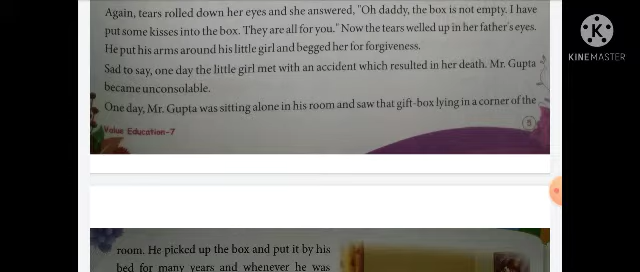 Again, tears rolled down her eyes and she answered, "Oh daddy, the box is not empty. I have
put some kisses into the box. They are all for you." Now the tears welled up in her father's eyes.
He put his arms around his little girl and begged her for forgiveness.
Sad to say, one day the little girl met with an accident which resulted in her death. Mr. Gupta
became unconsolable.
One day, Mr. Gupta was sitting alone in his room and saw that gift-box lying in a corner of the
Value Education-7
5
room. He picked up the box and put it by his
bed for many years and whenever he was
KINEMASTER